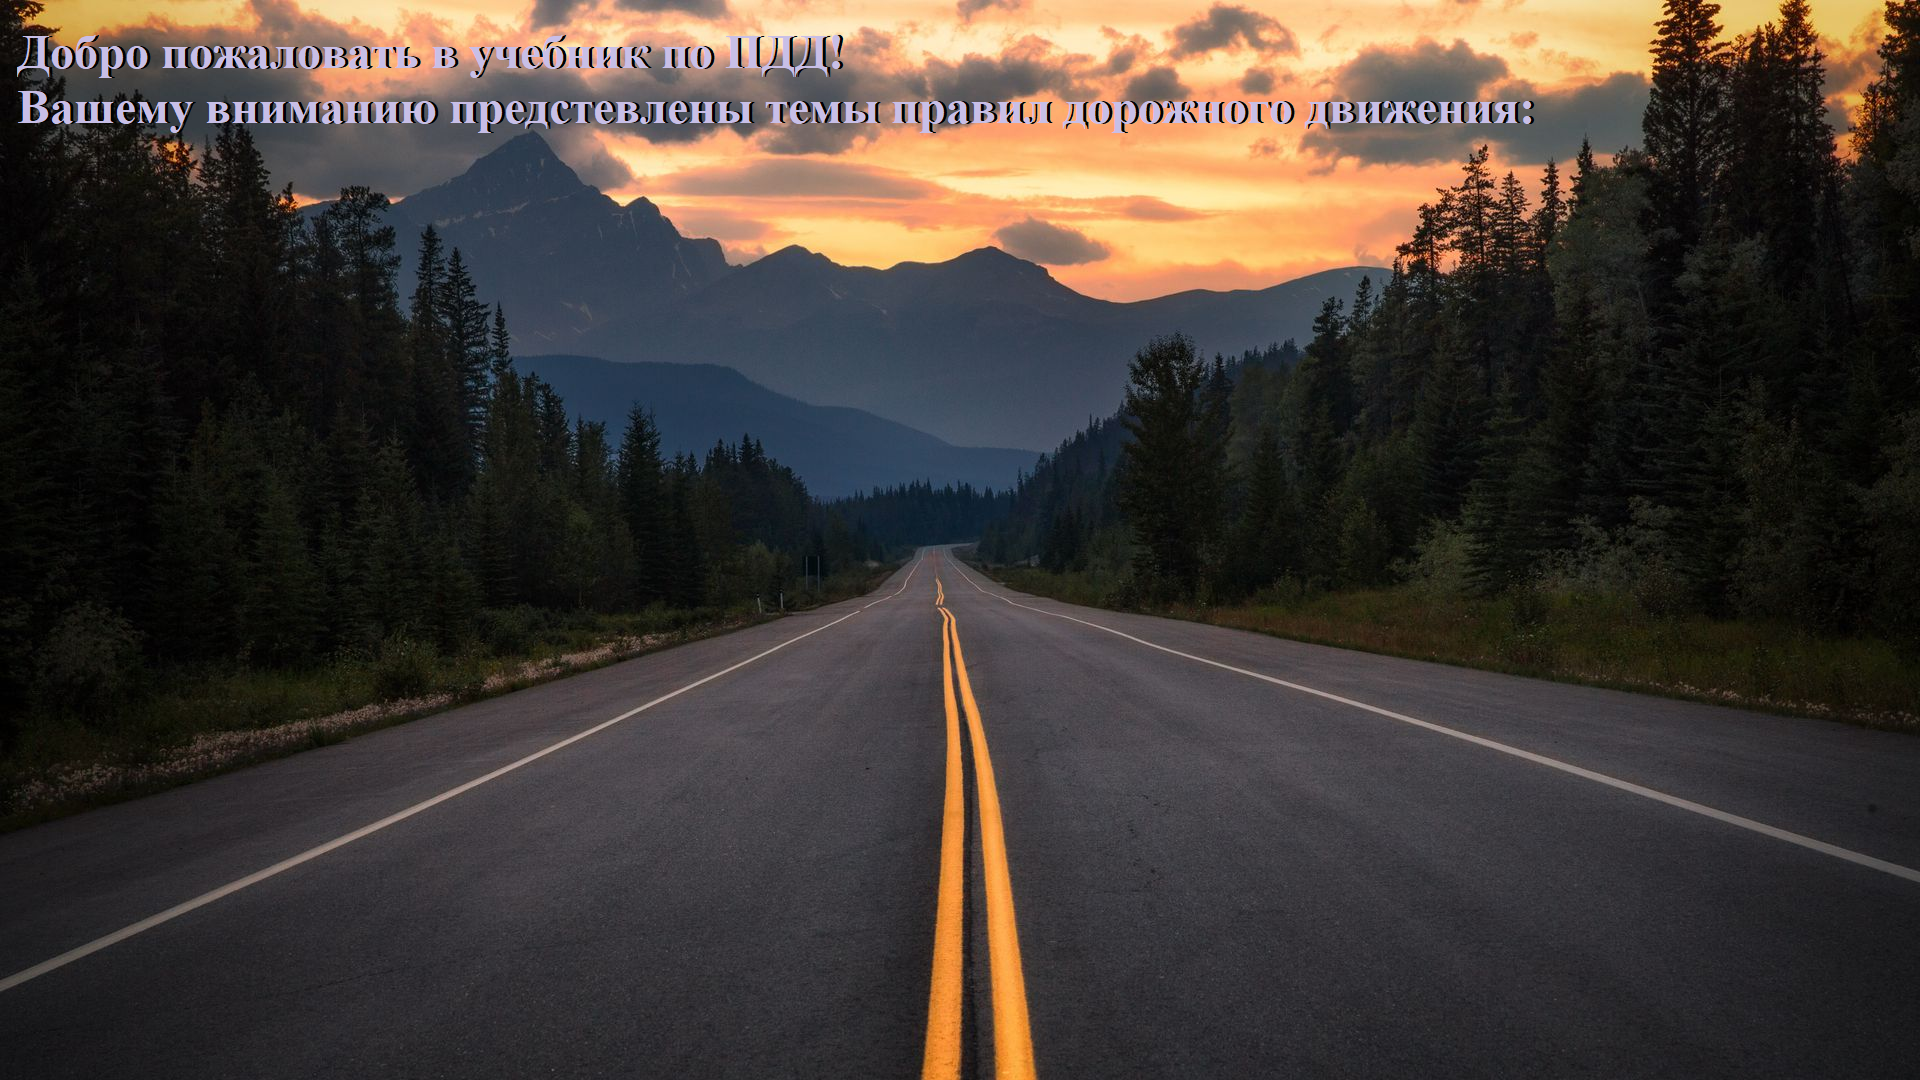 Добро пожаловать в учебник по ПДД!
Вашему вниманию предстевлены темы правил дорожного движения: